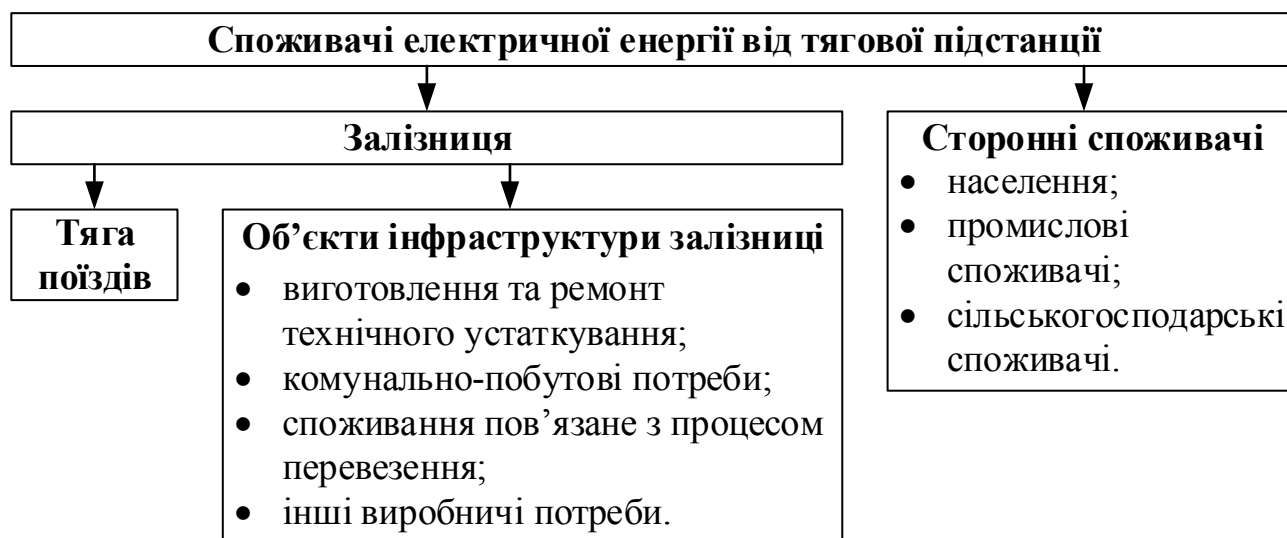 Споживачі електричної енергії від тягової підстанції
Залізниця
Тяга
поїздів
Об’єкти інфраструктури залізниці
• виготовлення та ремонт
технічного устаткування;
• комунально-побутові потреби;
• споживання пов’язане з процесом
перевезення;
• інші виробничі потреби.
Сторонні споживачі
• населення;
• промислові
споживачі;
• сільськогосподарські
споживачі.